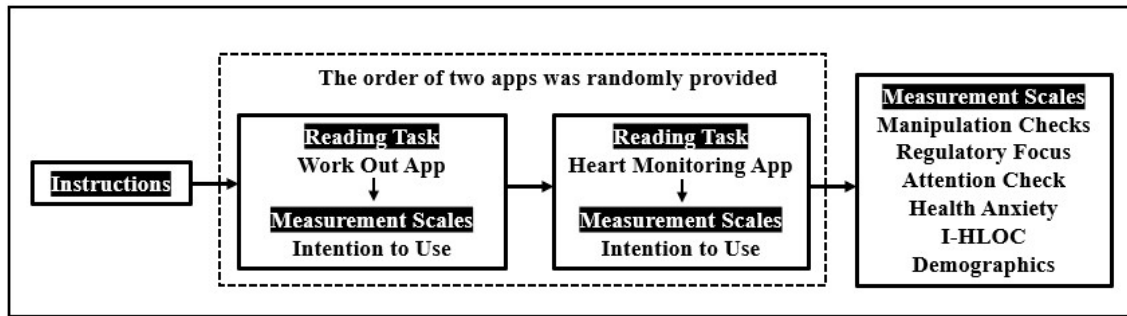 The order of two apps was randomly provided
Instructions
Reading Task
Work Out App
Measurement Scales
Intention to Use
Reading Task
Heart Monitoring App
Measurement Scales
Intention to Use
Measurement Scales
Manipulation Checks
Regulatory Focus
Attention Check
Health Anxiety
I-HLOC
Demographics